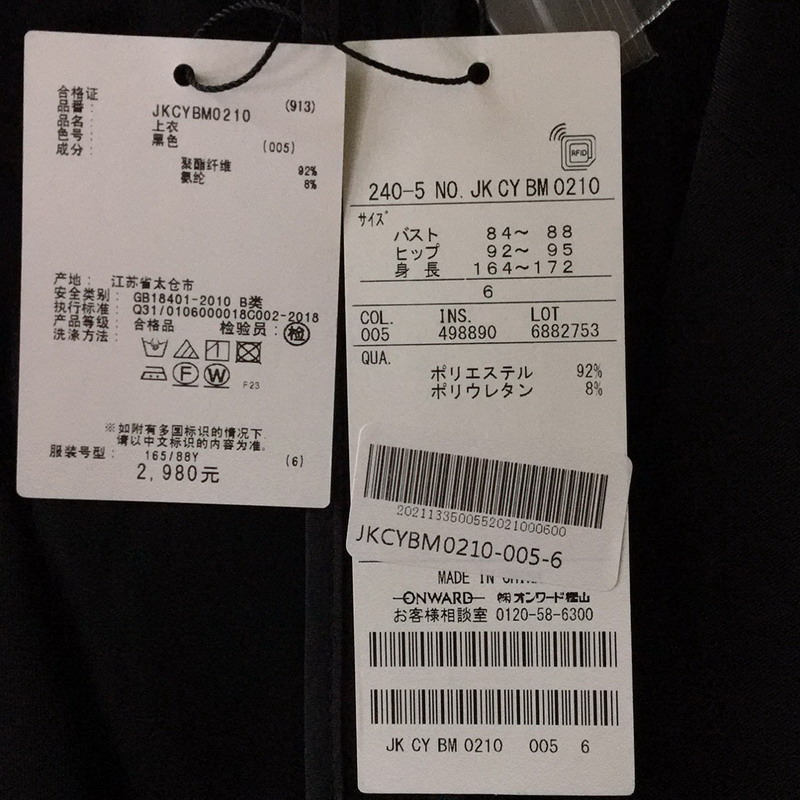 合格证
品番： JKCYBM0210 (913)
品名： 上衣
色号： 黑色 (005)
成分：
聚酯纤维 92%
氨纶 8%
产地： 江苏省太仓市
安全类别： GB18401-2010 B类
执行标准： Q31/0106000018C002-2018
产品等级： 合格品 检验员：检
洗涤方法：
F W
F23
※如附有多国标识的情况下，
请以中文标识的内容为准。
服装号型： 165/88Y (6)
2,980元
RFID
240-5 NO. JK CY BM 0210
サイズ
バスト 84〜 88
ヒップ 92〜 95
身長 164〜172
6
COL. INS. LOT
005 498890 6882753
QUA.
ポリエステル 92%
ポリウレタン 8%
2021133500552021000600
JKCYBM0210-005-6
MADE IN
ONWARD ㈱オンワード樫山
お客様相談室 0120-58-6300
JK CY BM 0210 005 6